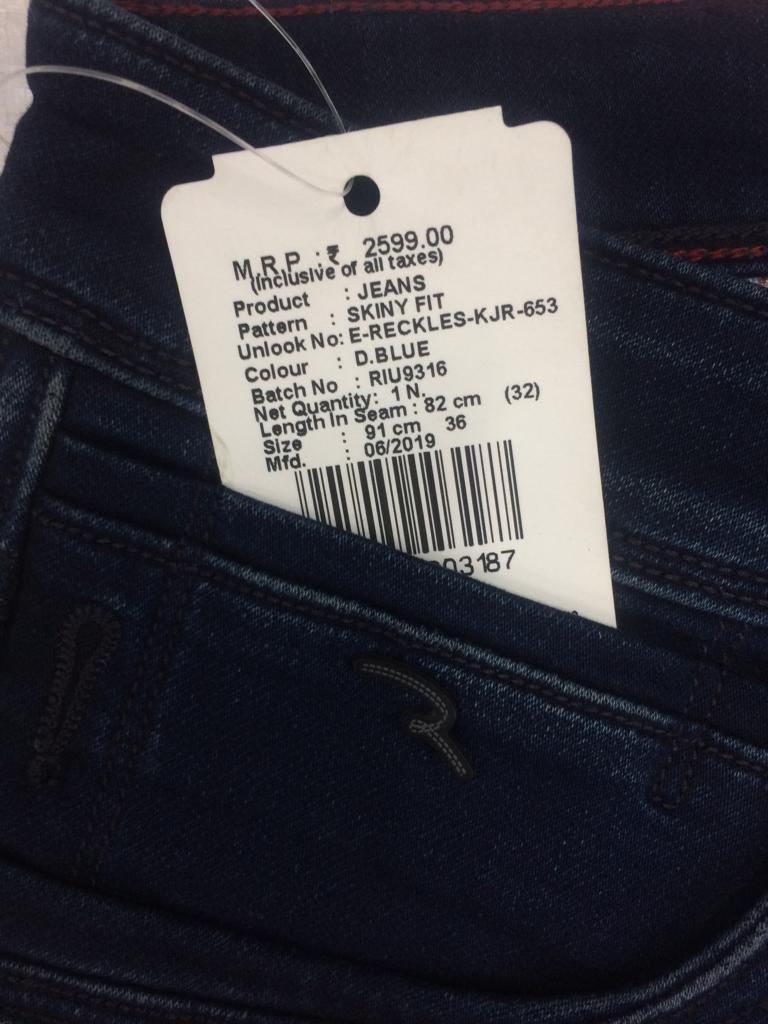 M R P : ₹ 2599.00
(Inclusive of all taxes)
Product : JEANS
Pattern : SKINY FIT
Unlook No: E-RECKLES-KJR-653
Colour : D.BLUE
Batch No : RIU9316
Net Quantity: 1 N.
Length In Seam : 82 cm (32)
Size : 91 cm 36
Mfd. : 06/2019
03187